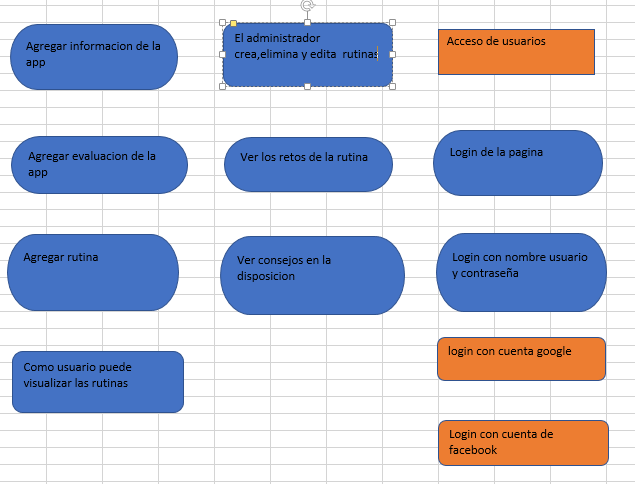 Agregar informacion de la
app
El administrador
crea,elimina y edita  rutinas
Acceso de usuarios
Agregar evaluacion de la
app
Ver los retos de la rutina
Login de la pagina
Agregar rutina
Ver consejos en la
disposicion
Login con nombre usuario
y contraseña
Como usuario puede
visualizar las rutinas
login con cuenta google
Login con cuenta de
facebook